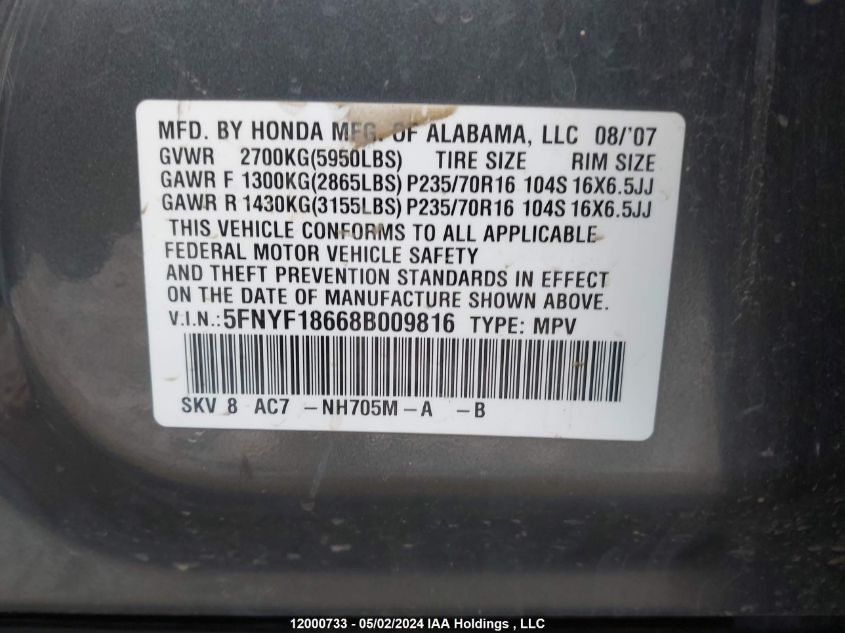 MFD. BY HONDA MFG. OF ALABAMA, LLC 08/'07
GVWR 2700KG(5950LBS) TIRE SIZE RIM SIZE
GAWR F 1300KG(2865LBS) P235/70R16 104S 16X6.5JJ
GAWR R 1430KG(3155LBS) P235/70R16 104S 16X6.5JJ
THIS VEHICLE CONFORMS TO ALL APPLICABLE
FEDERAL MOTOR VEHICLE SAFETY
AND THEFT PREVENTION STANDARDS IN EFFECT
ON THE DATE OF MANUFACTURE SHOWN ABOVE.
V.I.N.: 5FNYF18668B009816 TYPE: MPV
SKV 8 AC7 -NH705M-A -B
12000733 - 05/02/2024 IAA Holdings , LLC